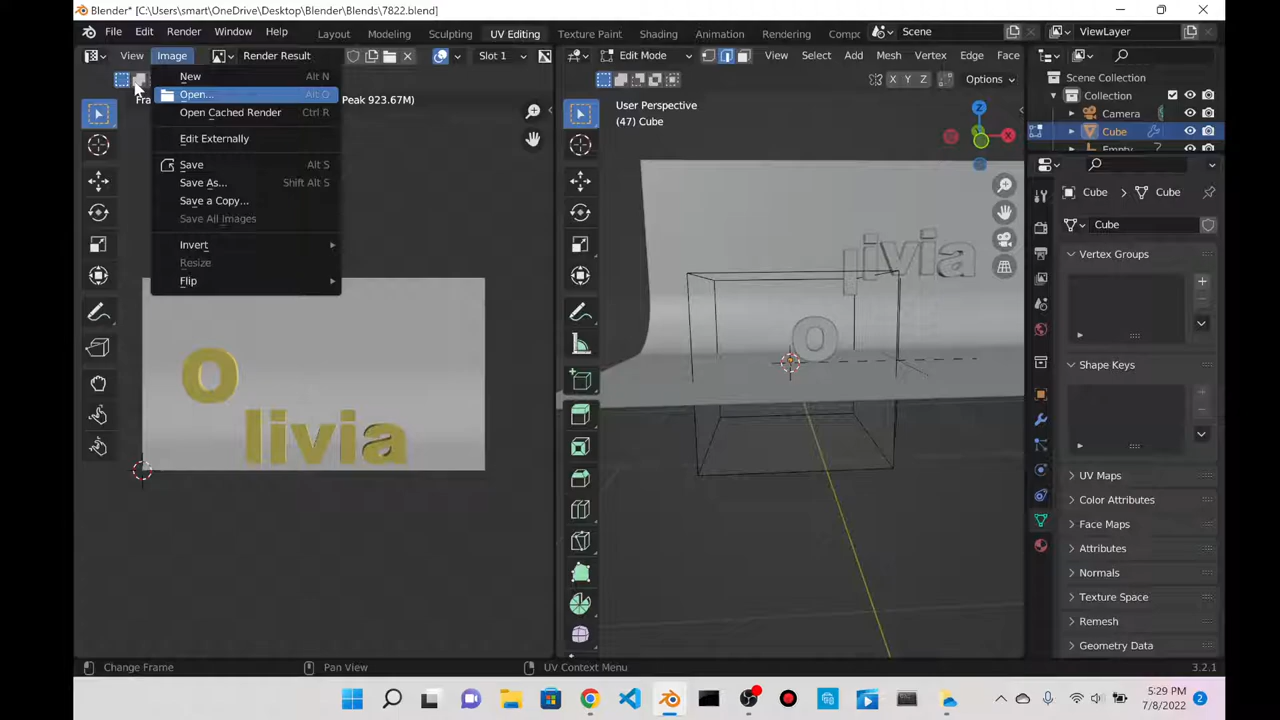 Blender* [C:\Users\smart\OneDrive\Desktop\Blender\Blends\7822.blend]
File Edit Render Window Help Layout Modeling Sculpting UV Editing Texture Paint Shading Animation Rendering Scene ViewLayer
View Image Render Result Slot 1 Edit Mode View Select Add Mesh Vertex Edge Face
New Alt N
Open... Alt O
Open Cached Render Ctrl R
Edit Externally
Save Alt S
Save As... Shift Alt S
Save a Copy...
Save All Images
Invert
Resize
Flip
Peak 923.67M)
o
livia
X Y Z Options
User Perspective
(47) Cube
Z
X
livia
o
Scene Collection
Collection
Camera
Cube
Empty
Cube Cube
Cube
Vertex Groups
Shape Keys
UV Maps
Color Attributes
Face Maps
Attributes
Normals
Texture Space
Remesh
Geometry Data
Change Frame Pan View UV Context Menu 3.2.1
5:29 PM
7/8/2022
2